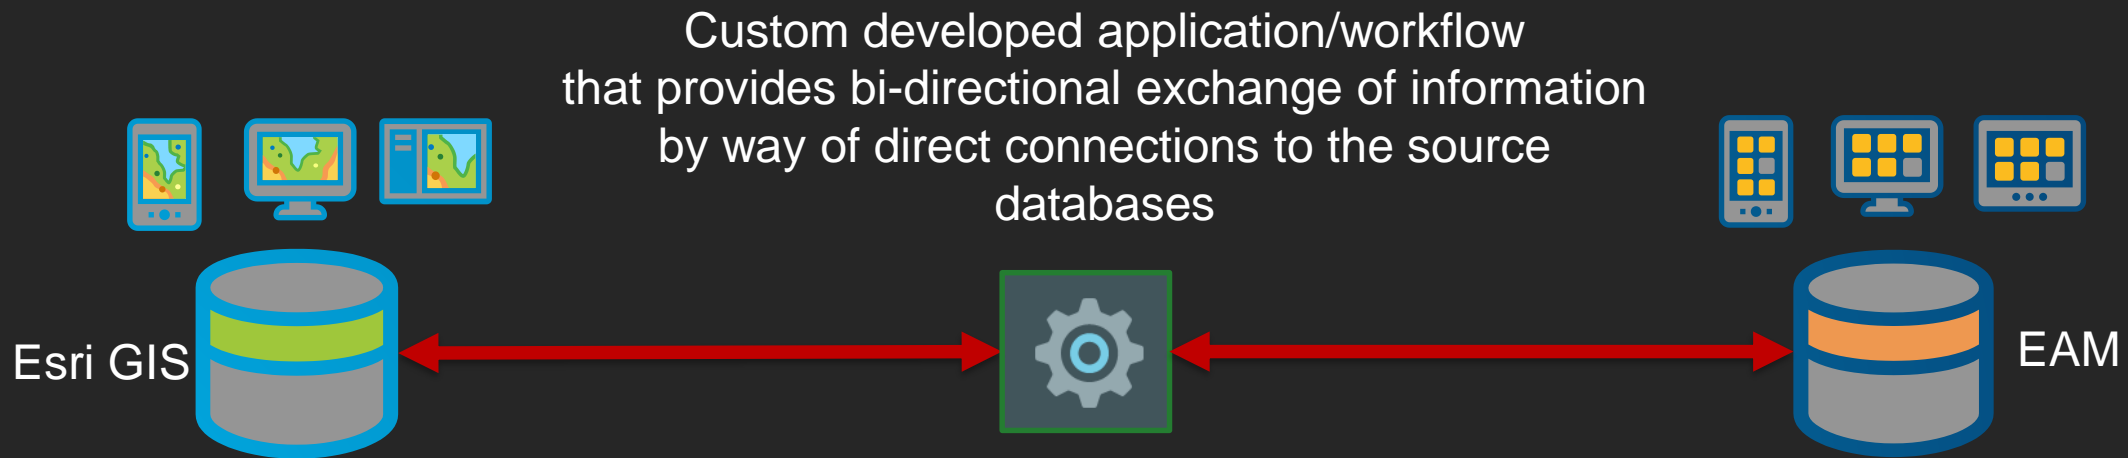 Custom developed application/workflow
that provides bi-directional exchange of information
by way of direct connections to the source
databases
Esri GIS
EAM